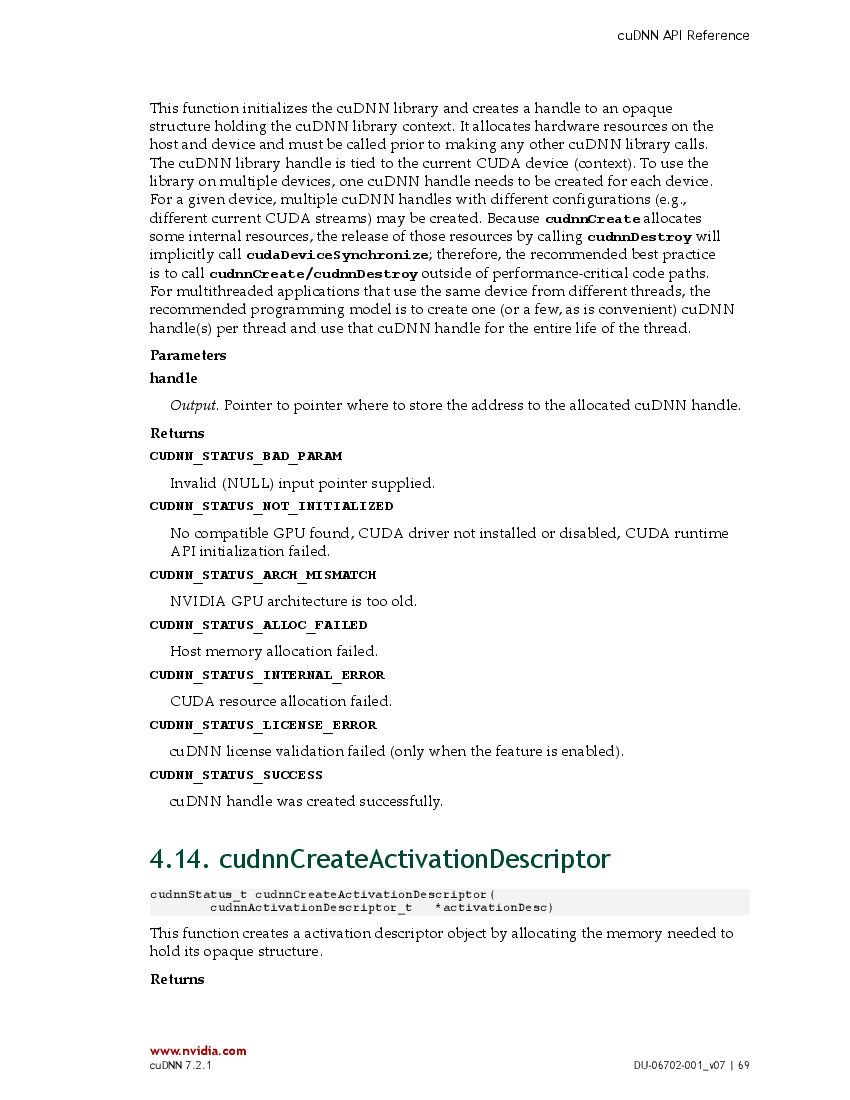 cuDNN API Reference
This function initializes the cuDNN library and creates a handle to an opaque
structure holding the cuDNN library context. It allocates hardware resources on the
host and device and must be called prior to making any other cuDNN library calls.
The cuDNN library handle is tied to the current CUDA device (context). To use the
library on multiple devices, one cuDNN handle needs to be created for each device.
For a given device, multiple cuDNN handles with different configurations (e.g.,
different current CUDA streams) may be created. Because cudnnCreate allocates
some internal resources, the release of those resources by calling cudnnDestroy will
implicitly call cudaDeviceSynchronize; therefore, the recommended best practice
is to call cudnnCreate/cudnnDestroy outside of performance-critical code paths.
For multithreaded applications that use the same device from different threads, the
recommended programming model is to create one (or a few, as is convenient) cuDNN
handle(s) per thread and use that cuDNN handle for the entire life of the thread.
Parameters
handle
Output. Pointer to pointer where to store the address to the allocated cuDNN handle.
Returns
CUDNN_STATUS_BAD_PARAM
Invalid (NULL) input pointer supplied.
CUDNN_STATUS_NOT_INITIALIZED
No compatible GPU found, CUDA driver not installed or disabled, CUDA runtime
API initialization failed.
CUDNN_STATUS_ARCH_MISMATCH
NVIDIA GPU architecture is too old.
CUDNN_STATUS_ALLOC_FAILED
Host memory allocation failed.
CUDNN_STATUS_INTERNAL_ERROR
CUDA resource allocation failed.
CUDNN_STATUS_LICENSE_ERROR
cuDNN license validation failed (only when the feature is enabled).
CUDNN_STATUS_SUCCESS
cuDNN handle was created successfully.
4.14. cudnnCreateActivationDescriptor
cudnnStatus_t cudnnCreateActivationDescriptor(
cudnnActivationDescriptor_t *activationDesc)
This function creates a activation descriptor object by allocating the memory needed to
hold its opaque structure.
Returns
www.nvidia.com
cuDNN 7.2.1
DU-06702-001_v07 | 69